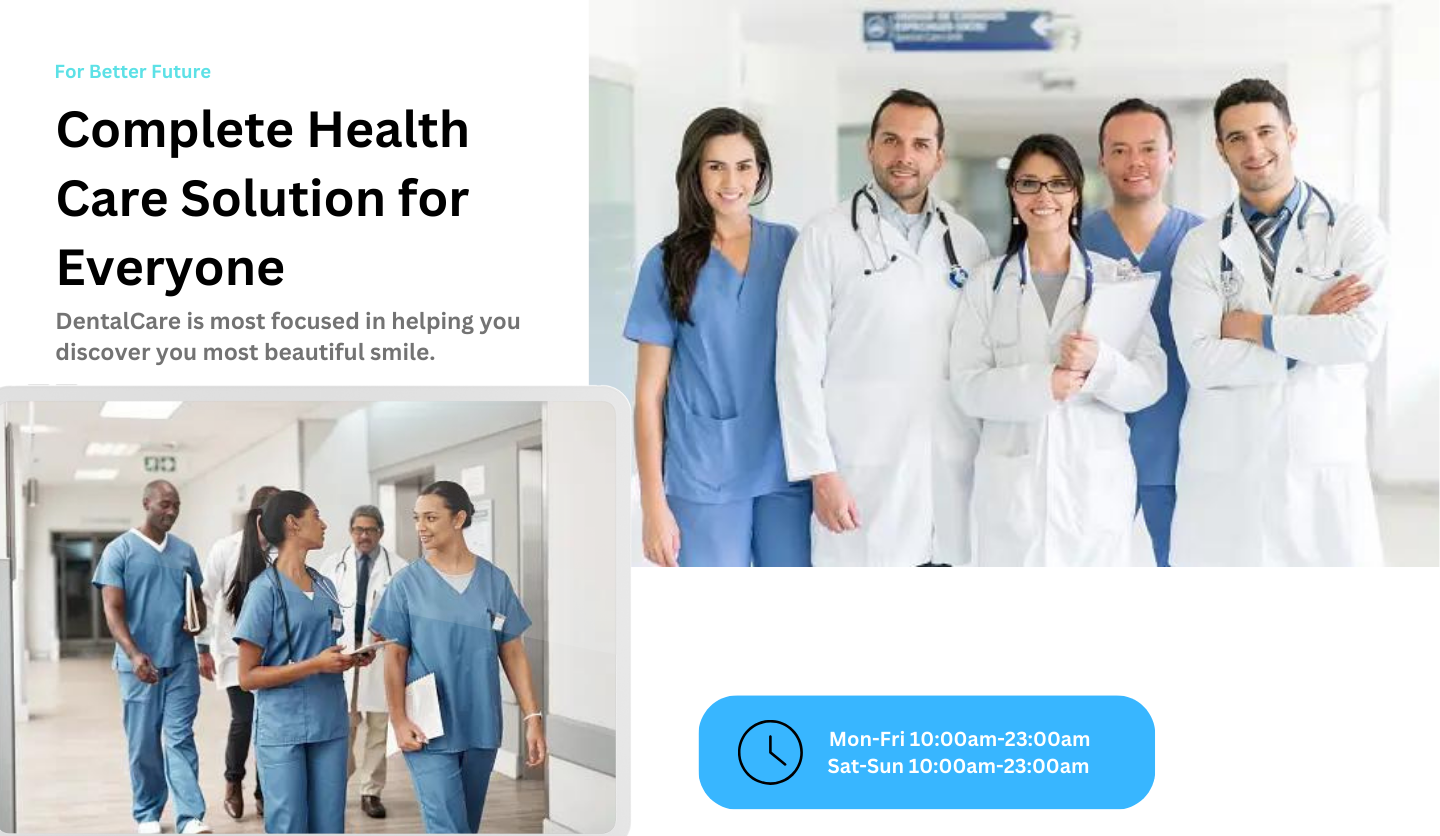 For Better Future
Complete Health
Care Solution for
Everyone
DentalCare is most focused in helping you
discover you most beautiful smile.
Mon-Fri 10:00am-23:00am
Sat-Sun 10:00am-23:00am